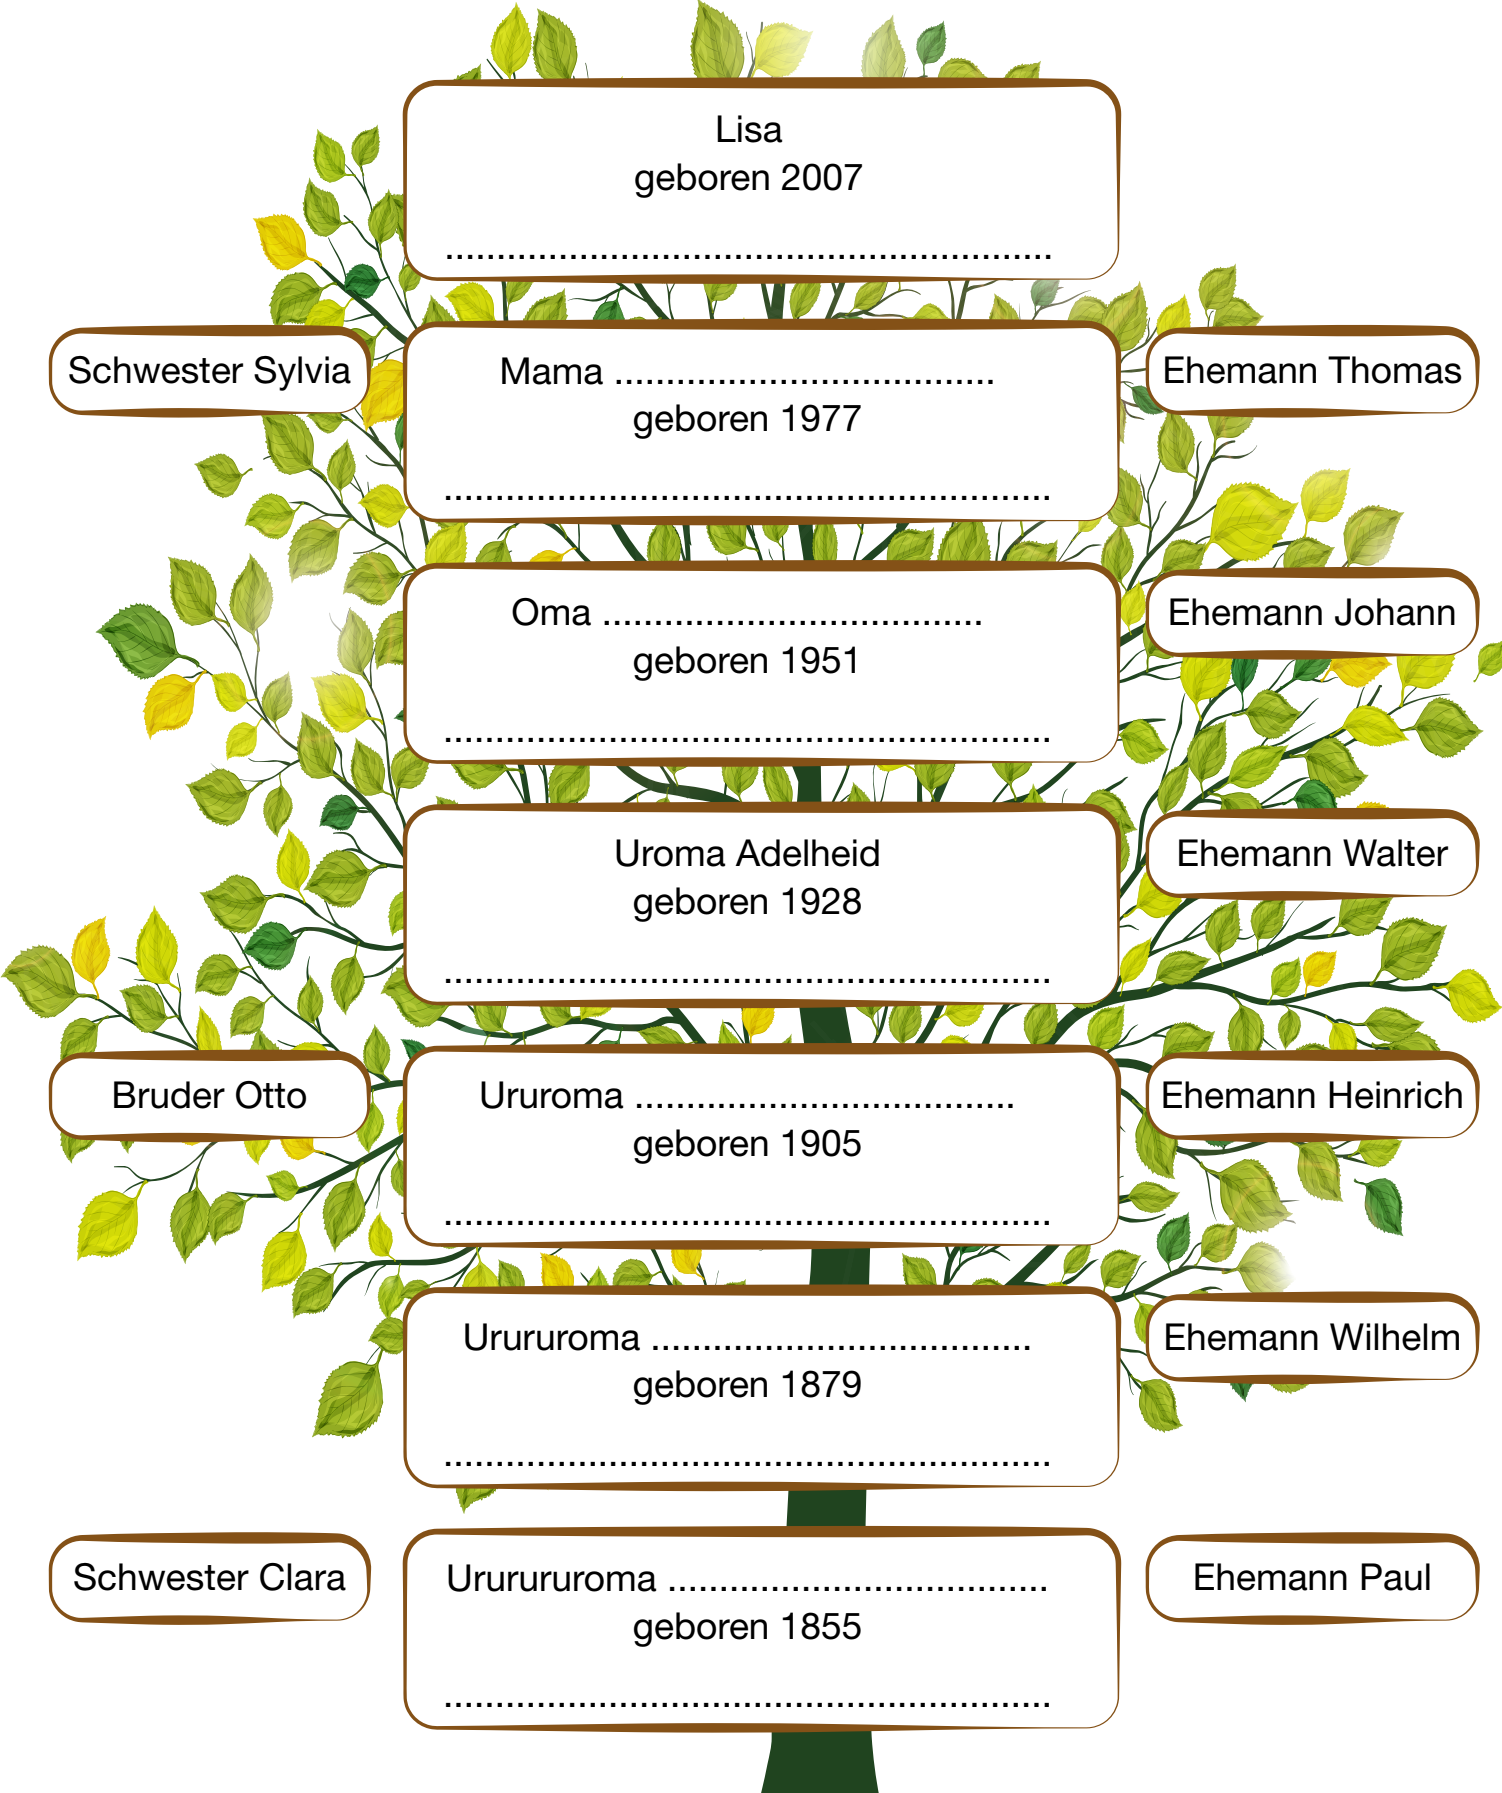 Lisa
geboren 2007
...........................................................
Schwester Sylvia
Mama .....................................
geboren 1977
...........................................................
Ehemann Thomas
Oma .....................................
geboren 1951
...........................................................
Ehemann Johann
Uroma Adelheid
geboren 1928
...........................................................
Ehemann Walter
Bruder Otto
Ururoma .....................................
geboren 1905
...........................................................
Ehemann Heinrich
Urururoma .....................................
geboren 1879
...........................................................
Ehemann Wilhelm
Schwester Clara
Ururururoma .....................................
geboren 1855
...........................................................
Ehemann Paul